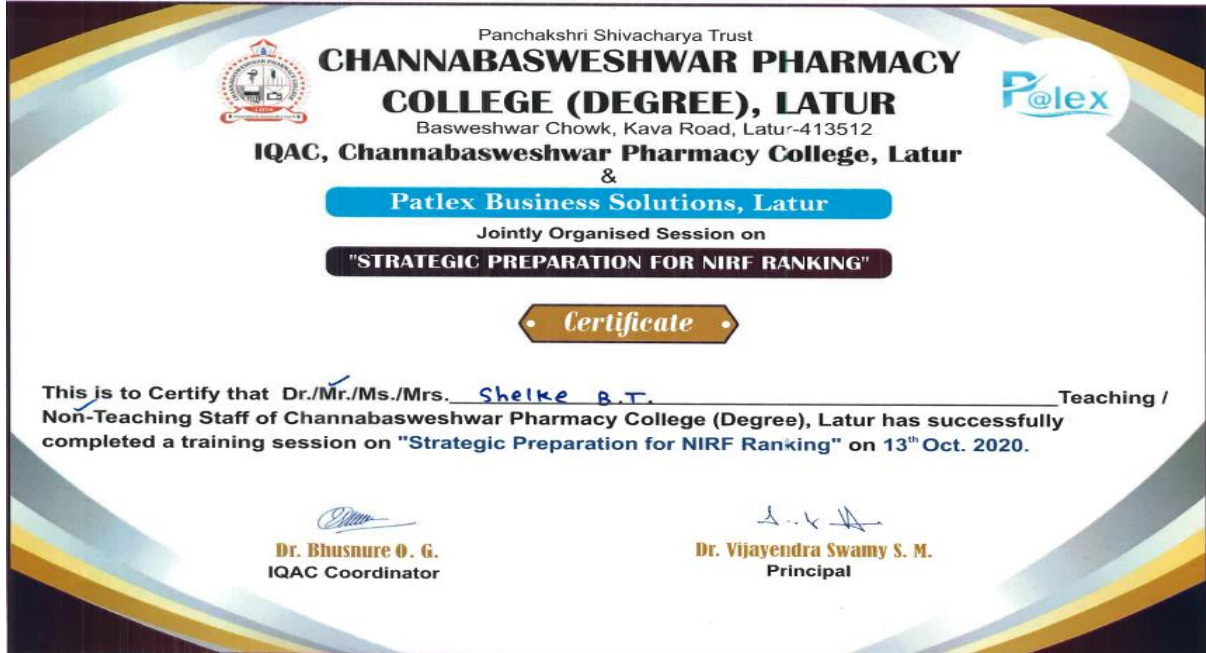 Panchakshri Shivacharya Trust
CHANNABASWESHWAR PHARMACY
COLLEGE (DEGREE), LATUR
Basweshwar Chowk, Kava Road, Latur-413512
IQAC, Channabasweshwar Pharmacy College, Latur
&
Patlex Business Solutions, Latur
Jointly Organised Session on
"STRATEGIC PREPARATION FOR NIRF RANKING"
Certificate
This is to Certify that Dr./Mr./Ms./Mrs. Shelke B.T. Teaching /
Non-Teaching Staff of Channabasweshwar Pharmacy College (Degree), Latur has successfully
completed a training session on "Strategic Preparation for NIRF Ranking" on 13th Oct. 2020.
Dr. Bhusnure O. G.
IQAC Coordinator
Dr. Vijayendra Swamy S. M.
Principal
P@lex